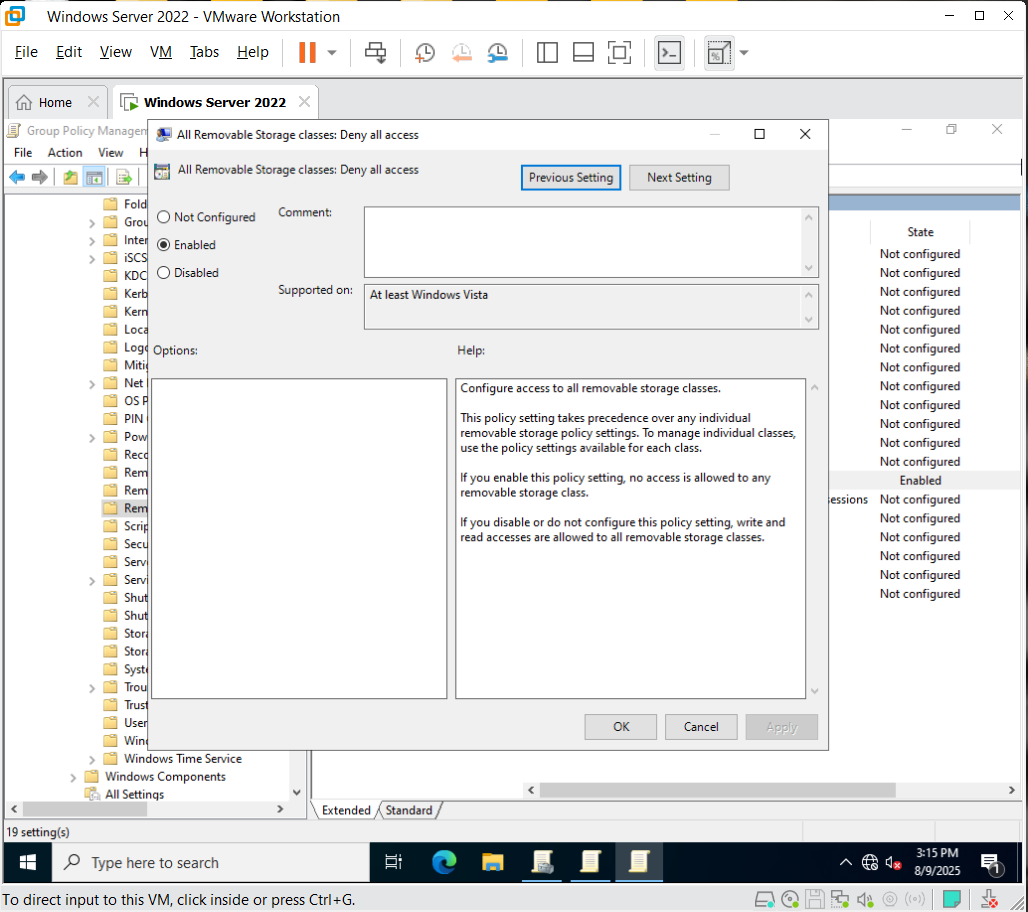 Windows Server 2022 - VMware Workstation
File Edit View VM Tabs Help
Home
Windows Server 2022
Group Policy Managem
File Action View H
All Removable Storage classes: Deny all access
All Removable Storage classes: Deny all access
Previous Setting
Next Setting
Not Configured
Enabled
Disabled
Comment:
Supported on:
At least Windows Vista
Options:
Help:
Configure access to all removable storage classes.
This policy setting takes precedence over any individual
removable storage policy settings. To manage individual classes,
use the policy settings available for each class.
If you enable this policy setting, no access is allowed to any
removable storage class.
If you disable or do not configure this policy setting, write and
read accesses are allowed to all removable storage classes.
OK
Cancel
Apply
Fold
Grou
Inter
iSCS
KDC
Kerb
Kern
Loca
Logo
Mitig
Net
OS P
PIN
Pow
Reco
Rem
Rem
Rem
Scrip
Secu
Serve
Servi
Shut
Shut
Stora
Stora
Syste
Trou
Trust
User
Wind
Windows Time Service
Windows Components
All Settings
State
Not configured
Not configured
Not configured
Not configured
Not configured
Not configured
Not configured
Not configured
Not configured
Not configured
Not configured
Not configured
Enabled
sessions Not configured
Not configured
Not configured
Not configured
Not configured
Not configured
Extended
Standard
19 setting(s)
Type here to search
3:15 PM
8/9/2025
1
To direct input to this VM, click inside or press Ctrl+G.